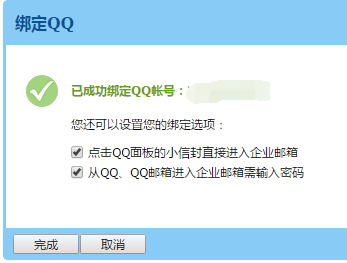 绑定QQ
已成功绑定QQ帐号：
您还可以设置您的绑定选项：
点击QQ面板的小信封直接进入企业邮箱
从QQ、QQ邮箱进入企业邮箱需输入密码
完成 取消